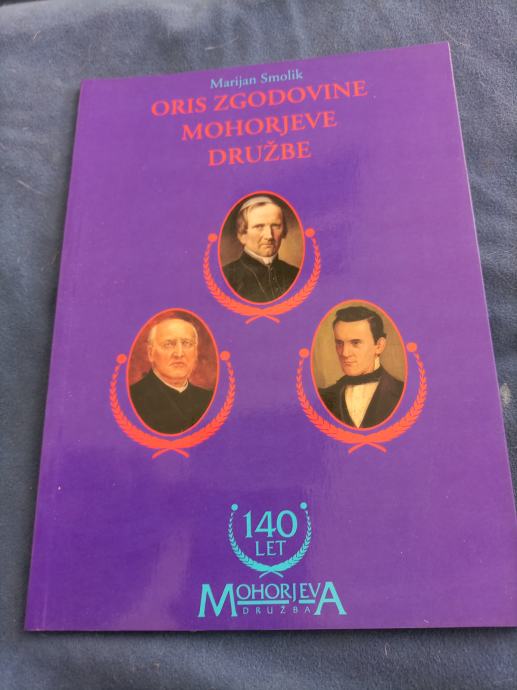 Marijan Smolik
ORIS ZGODOVINE
MOHORJEVE
DRUŽBE
140
LET
MOHORJEVA
DRUŽBA